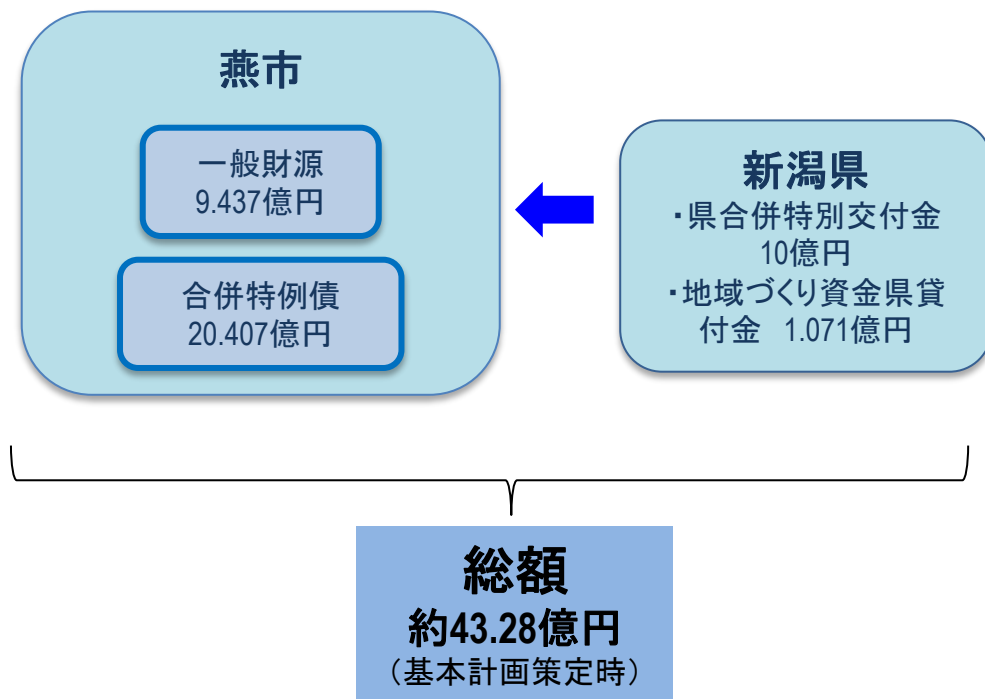 燕市
一般財源
9.437億円
合併特例債
20.407億円
新潟県
・県合併特別交付金
10億円
・地域づくり資金県貸
付金 1.071億円
総額
約43.28億円
（基本計画策定時）